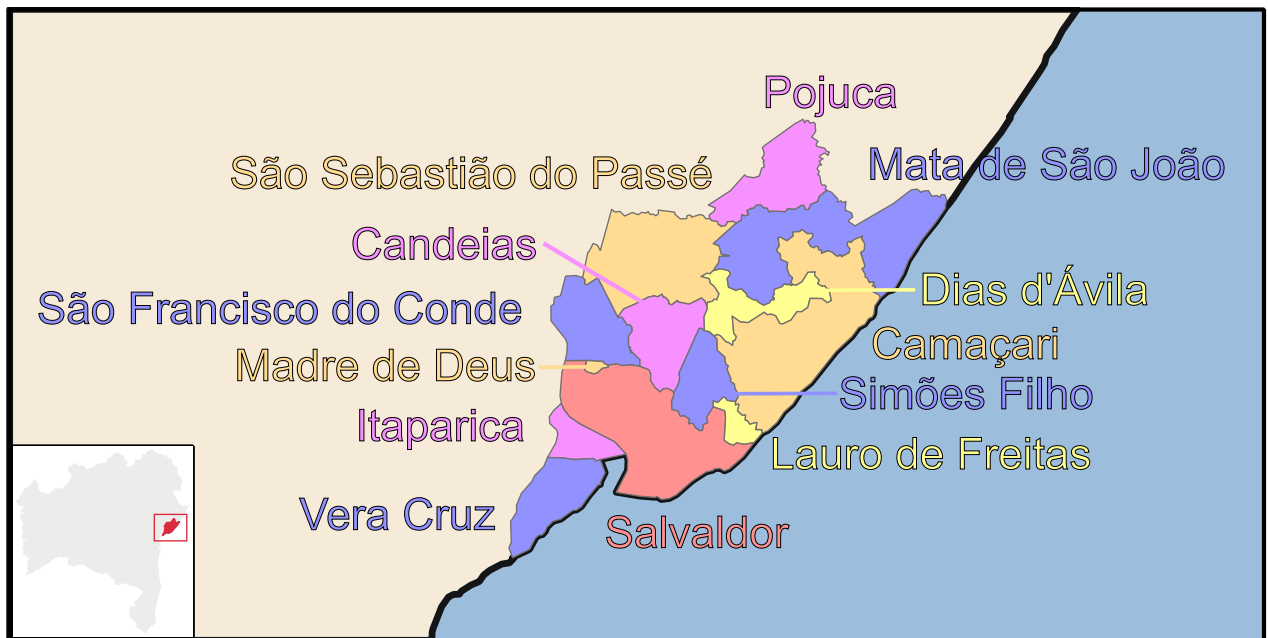 Pojuca
Mata de São João
São Sebastião do Passé
Candeias
Dias d'Ávila
São Francisco do Conde
Camaçari
Madre de Deus
Simões Filho
Itaparica
Lauro de Freitas
Vera Cruz
Salvaldor